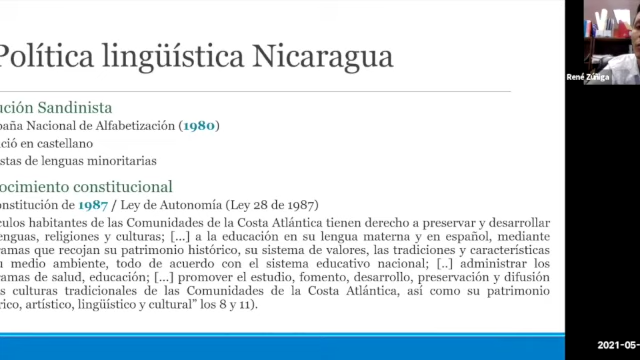 Política lingüística Nicaragua
ución Sandinista
paña Nacional de Alfabetización (1980)
ció en castellano
stas de lenguas minoritarias
ocimiento constitucional
onstitución de 1987 / Ley de Autonomía (Ley 28 de 1987)
culos habitantes de las Comunidades de la Costa Atlántica tienen derecho a preservar y desarrollar
enguas, religiones y culturas; [...] a la educación en su lengua materna y en español, mediante
ramas que recojan su patrimonio histórico, su sistema de valores, las tradiciones y características
u medio ambiente, todo de acuerdo con el sistema educativo nacional; [..] administrar los
ramas de salud, educación; [...] promover el estudio, fomento, desarrollo, preservación y difusión
s culturas tradicionales de las Comunidades de la Costa Atlántica, así como su patrimonio
rico, artístico, lingüístico y cultural” los 8 y 11).
René Zúñiga
2021-05-